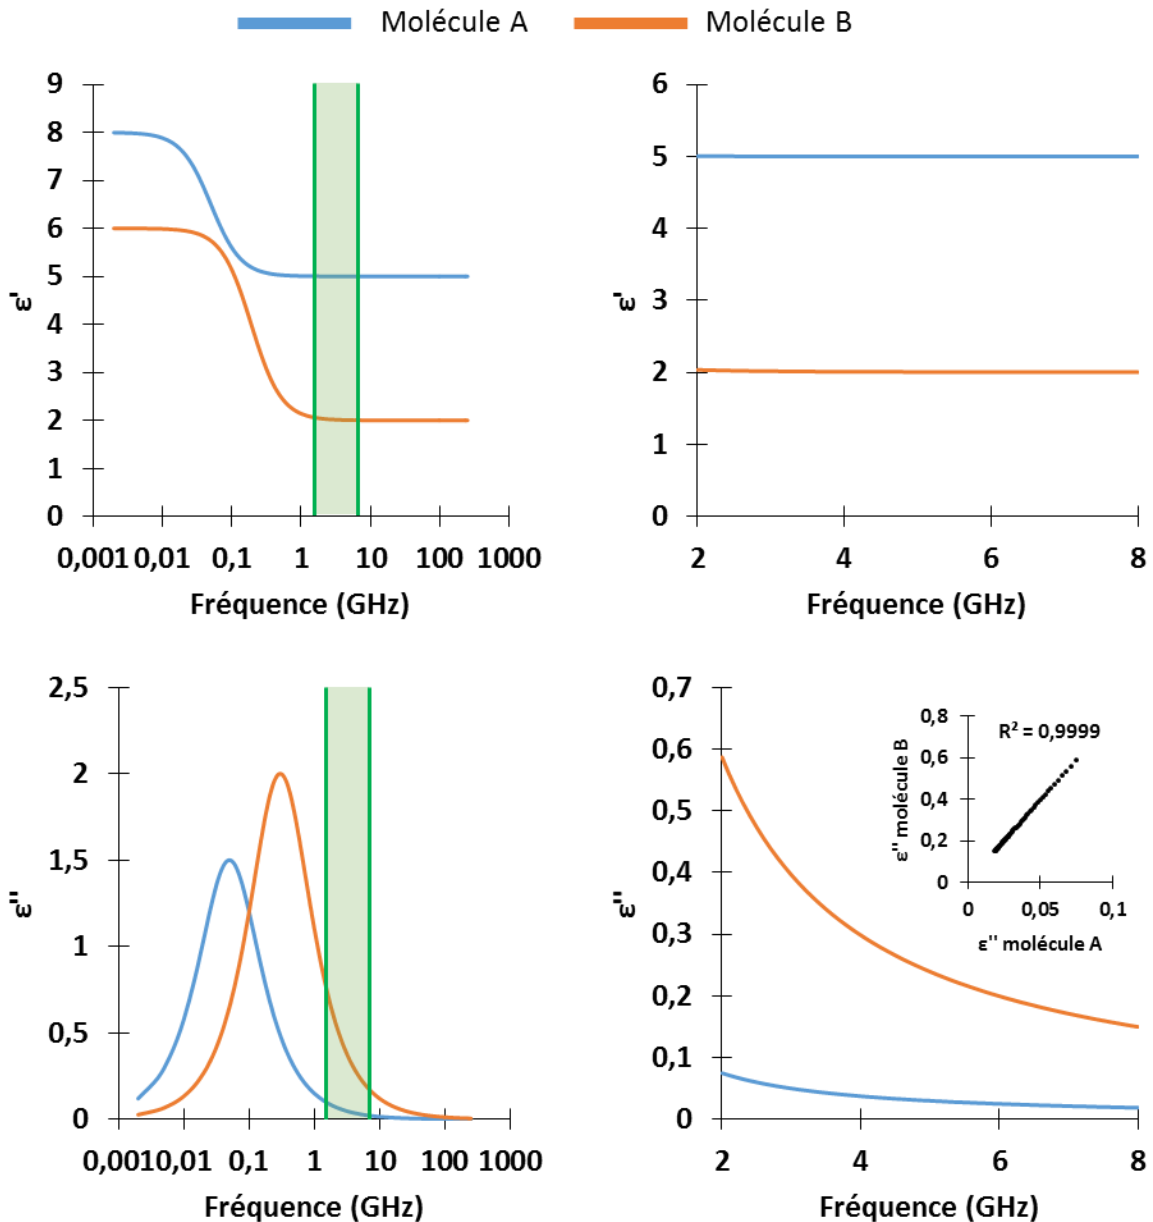 Molécule A Molécule B
9
8
7
6
5
4
3
2
1
0
ε'
0,001 0,01 0,1 1 10 100 1000
Fréquence (GHz)
6
5
4
3
2
1
0
ε'
2 4 6 8
Fréquence (GHz)
2,5
2
1,5
1
0,5
0
ε''
0,001 0,01 0,1 1 10 100 1000
Fréquence (GHz)
0,7
0,6
0,5
0,4
0,3
0,2
0,1
0
ε''
2 4 6 8
Fréquence (GHz)
0,8
0,6
0,4
0,2
0
ε'' molécule B
R² = 0,9999
0 0,05 0,1
ε'' molécule A